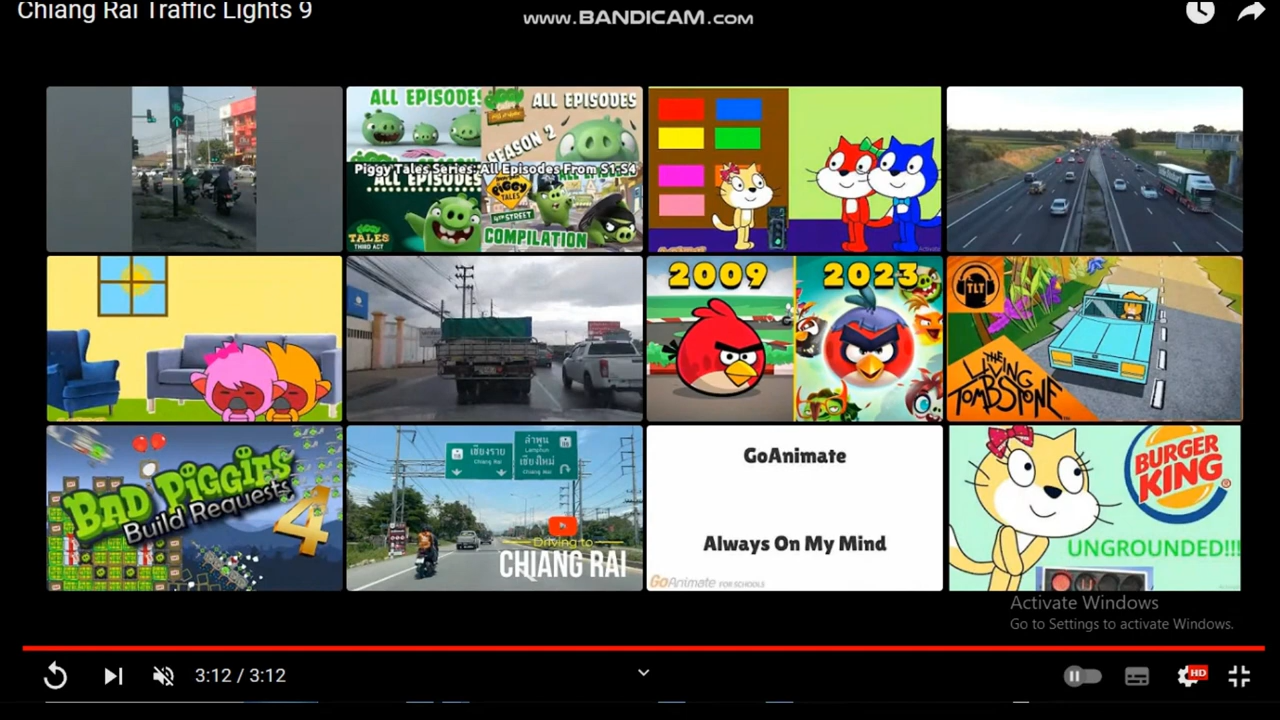 Chiang Rai Traffic Lights 9
www.BANDICAM.com
ALL EPISODES
ALL EPISODES
SEASON 2
Piggy Tales Series: All Episodes From S1-S4
ALL EPISODES
PIGGY TALES
4TH STREET
TALES
THIRD ACT
COMPILATION
2009
2023
TLT
THE LIVING TOMBSTONE
BAD PIGGIES
Build Requests
4
เชียงราย
Chiang Rai
ลำพูน
Lamphun
เชียงใหม่
Chiang Mai
Driving to
CHIANG RAI
GoAnimate
Always On My Mind
GoAnimate FOR SCHOOLS
BURGER KING
UNGROUNDED!!!
Activate Windows
Go to Settings to activate Windows.
3:12 / 3:12
HD